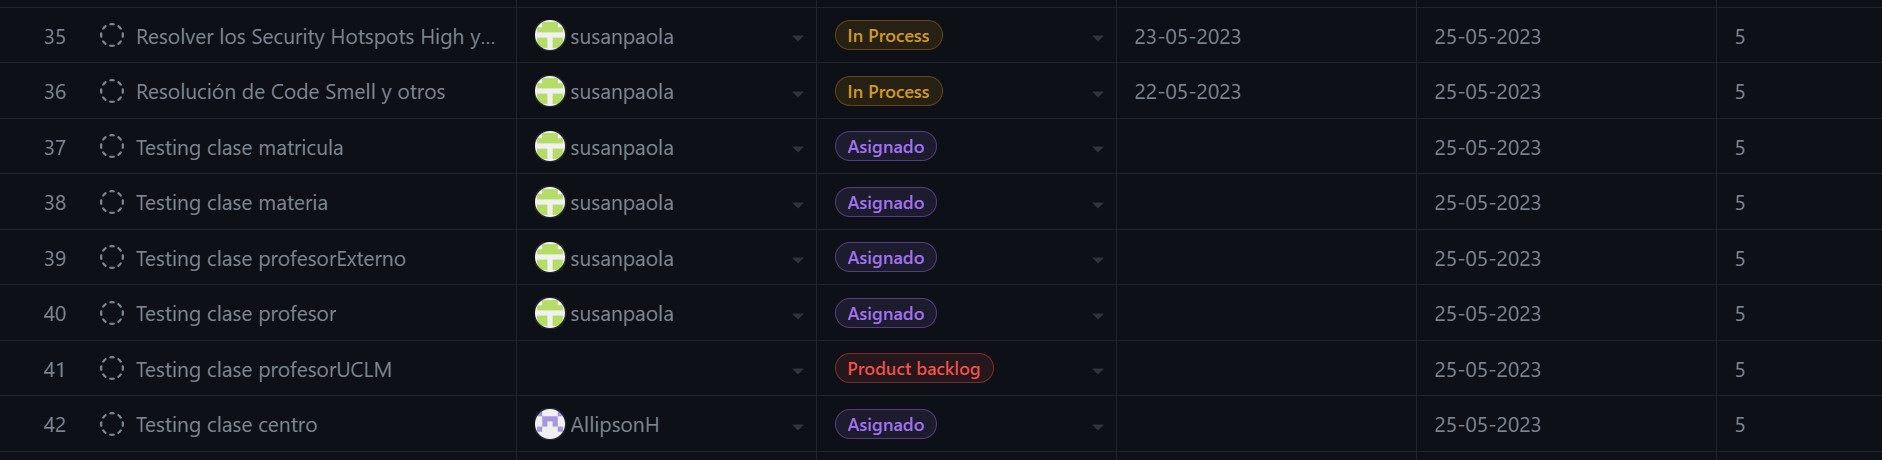 35 Resolver los Security Hotspots High y... susanpaola In Process 23-05-2023 25-05-2023 5
36 Resolución de Code Smell y otros susanpaola In Process 22-05-2023 25-05-2023 5
37 Testing clase matricula susanpaola Asignado 25-05-2023 5
38 Testing clase materia susanpaola Asignado 25-05-2023 5
39 Testing clase profesorExterno susanpaola Asignado 25-05-2023 5
40 Testing clase profesor susanpaola Asignado 25-05-2023 5
41 Testing clase profesorUCLM Product backlog 25-05-2023 5
42 Testing clase centro AllipsonH Asignado 25-05-2023 5